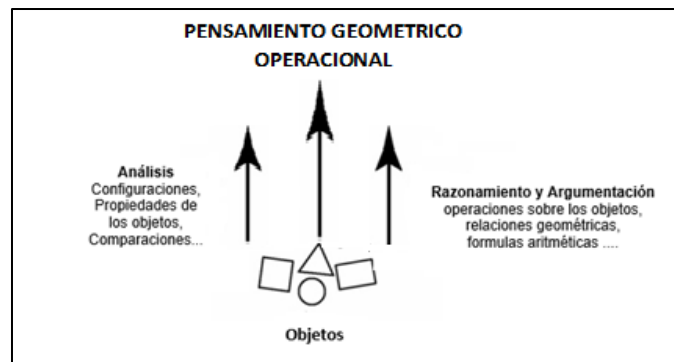 PENSAMIENTO GEOMETRICO
OPERACIONAL
Análisis
Configuraciones,
Propiedades de
los objetos,
Comparaciones...
Razonamiento y Argumentación
operaciones sobre los objetos,
relaciones geométricas,
formulas aritméticas ....
Objetos